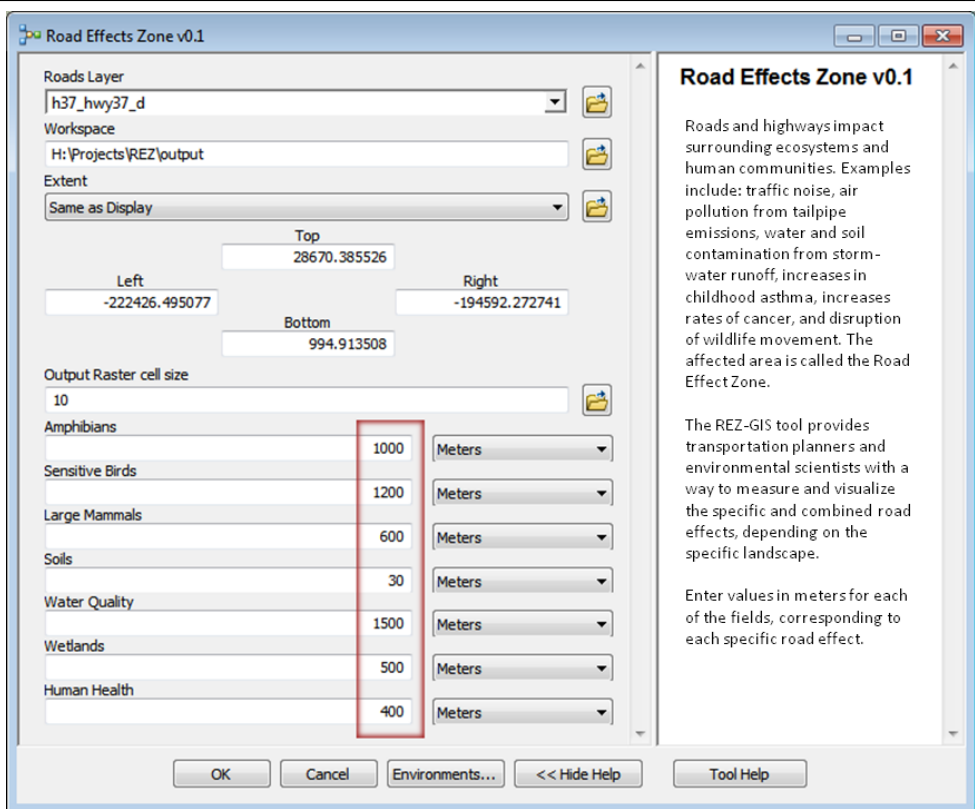 Road Effects Zone v0.1
Roads Layer
h37_hwy37_d
Workspace
H:\Projects\REZ\output
Extent
Same as Display
Top
28670.385526
Left
Right
-222426.495077
-194592.272741
Bottom
994.913508
Output Raster cell size
10
Amphibians
1000 Meters
Sensitive Birds
1200 Meters
Large Mammals
600 Meters
Soils
30 Meters
Water Quality
1500 Meters
Wetlands
500 Meters
Human Health
400 Meters
Road Effects Zone v0.1
Roads and highways impact
surrounding ecosystems and
human communities. Examples
include: traffic noise, air
pollution from tailpipe
emissions, water and soil
contamination from storm-
water runoff, increases in
childhood asthma, increases
rates of cancer, and disruption
of wildlife movement. The
affected area is called the Road
Effect Zone.
The REZ-GIS tool provides
transportation planners and
environmental scientists with a
way to measure and visualize
the specific and combined road
effects, depending on the
specific landscape.
Enter values in meters for each
of the fields, corresponding to
each specific road effect.
OK Cancel Environments... << Hide Help Tool Help